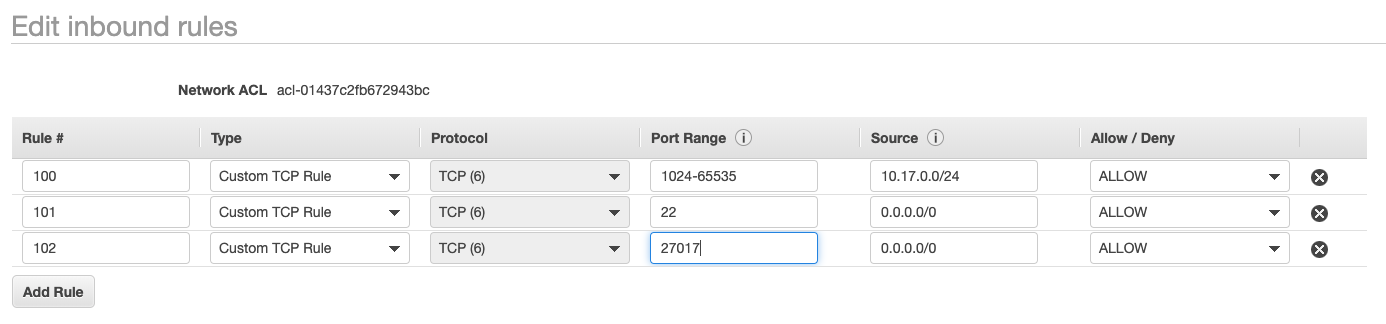 Edit inbound rules
Network ACL acl-01437c2fb672943bc
Rule # Type Protocol Port Range i Source i Allow / Deny
100 Custom TCP Rule TCP (6) 1024-65535 10.17.0.0/24 ALLOW
101 Custom TCP Rule TCP (6) 22 0.0.0.0/0 ALLOW
102 Custom TCP Rule TCP (6) 27017 0.0.0.0/0 ALLOW
Add Rule